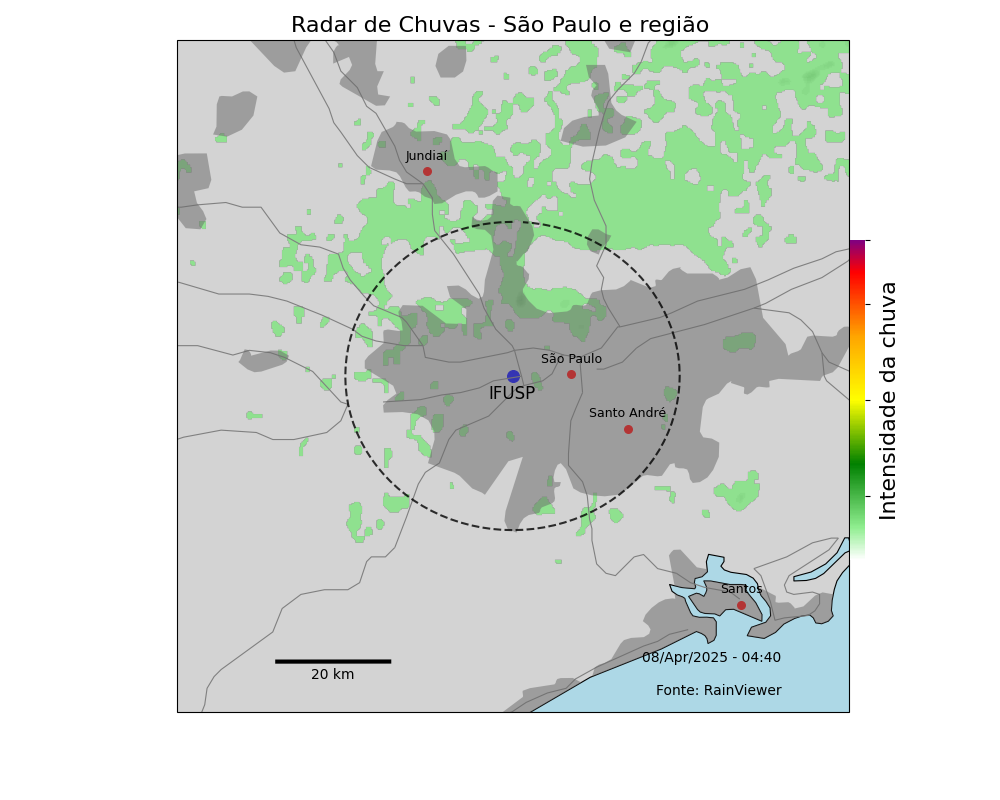 Radar de Chuvas - São Paulo e região
Jundiaí
São Paulo
IFUSP
Santo André
Intensidade da chuva
Santos
20 km
08/Apr/2025 - 04:40
Fonte: RainViewer